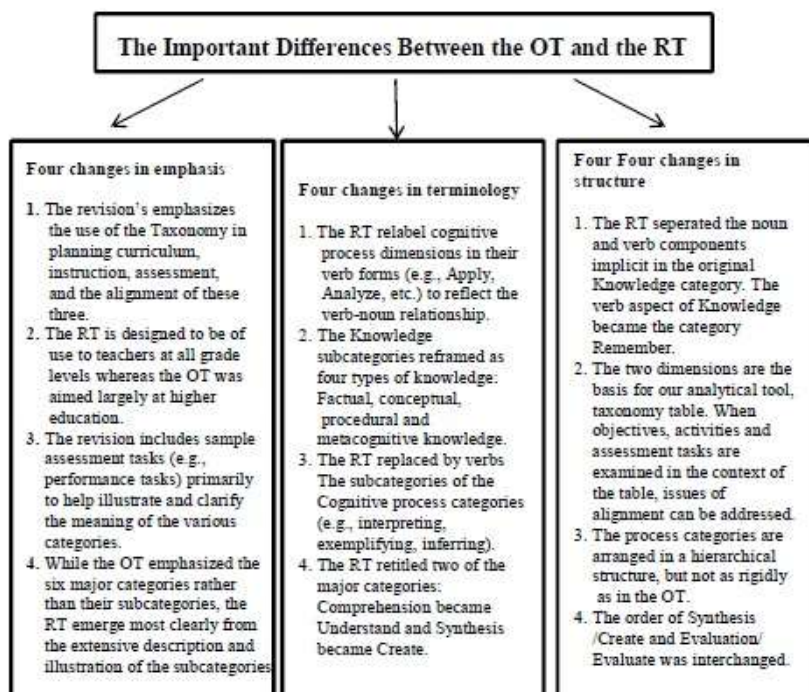 The Important Differences Between the OT and the RT
Four changes in emphasis
1. The revision's emphasizes
the use of the Taxonomy in
planning curriculum,
instruction, assessment,
and the alignment of these
three.
2. The RT is designed to be of
use to teachers at all grade
levels whereas the OT was
aimed largely at higher
education.
3. The revision includes sample
assessment tasks (e.g.,
performance tasks) primarily
to help illustrate and clarify
the meaning of the various
categories.
4. While the OT emphasized the
six major categories rather
than their subcategories, the
RT emerge most clearly from
the extensive description and
illustration of the subcategories
Four changes in terminology
1. The RT relabel cognitive
process dimensions in their
verb forms (e.g., Apply,
Analyze, etc.) to reflect the
verb-noun relationship.
2. The Knowledge
subcategories reframed as
four types of knowledge:
Factual, conceptual,
procedural and
metacognitive knowledge.
3. The RT replaced by verbs
The subcategories of the
Cognitive process categories
(e.g., interpreting,
exemplifying, inferring).
4. The RT retitled two of the
major categories:
Comprehension became
Understand and Synthesis
became Create.
Four Four changes in
structure
1. The RT seperated the noun
and verb components
implicit in the original
Knowledge category. The
verb aspect of Knowledge
became the category
Remember.
2. The two dimensions are the
basis for our analytical tool,
taxonomy table. When
objectives, activities and
assessment tasks are
examined in the context of
the table, issues of
alignment can be addressed.
3. The process categories are
arranged in a hierarchical
structure, but not as rigidly
as in the OT.
4. The order of Synthesis
/Create and Evaluation/
Evaluate was interchanged.